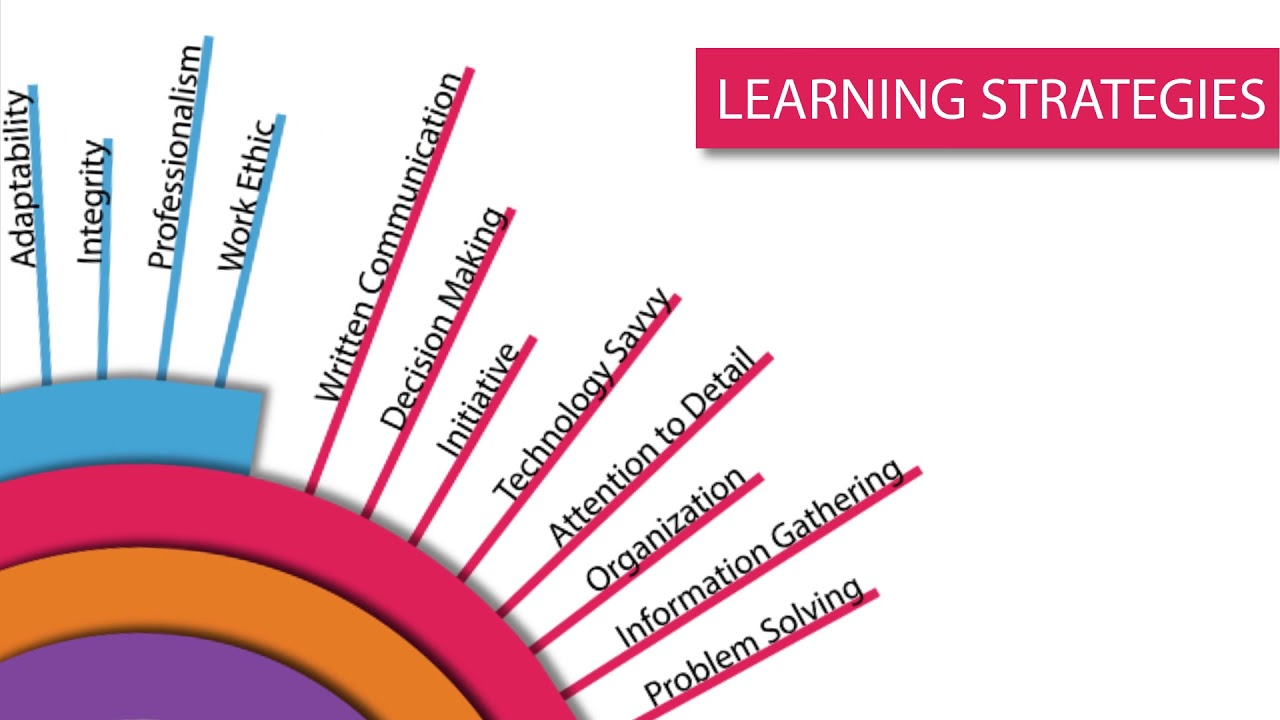 LEARNING STRATEGIES
Adaptability
Integrity
Professionalism
Work Ethic
Written Communication
Decision Making
Initiative
Technology Savvy
Attention to Detail
Organization
Information Gathering
Problem Solving